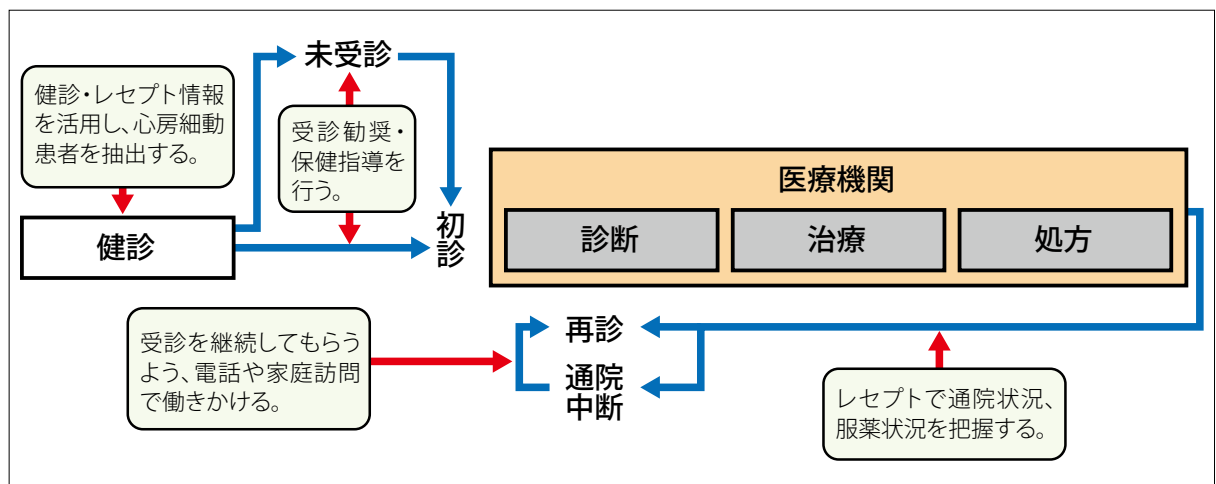 未受診
健診・レセプト情報
を活用し、心房細動
患者を抽出する。
受診勧奨・
保健指導を
行う。
健診
初診
医療機関
診断
治療
処方
受診を継続してもらう
よう、電話や家庭訪問
で働きかける。
再診
通院
中断
レセプトで通院状況、
服薬状況を把握する。